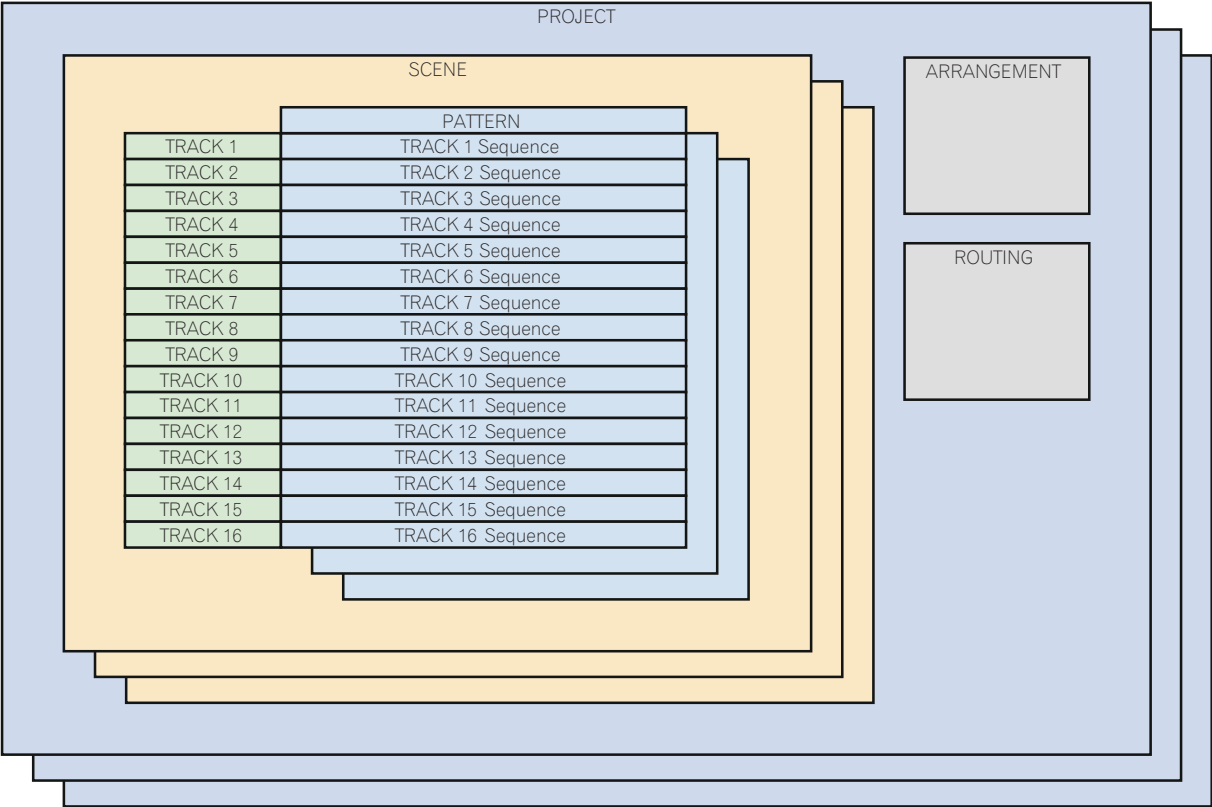 PROJECT
SCENE
ARRANGEMENT
PATTERN
TRACK 1 TRACK 1 Sequence
TRACK 2 TRACK 2 Sequence
TRACK 3 TRACK 3 Sequence
TRACK 4 TRACK 4 Sequence
TRACK 5 TRACK 5 Sequence
ROUTING
TRACK 6 TRACK 6 Sequence
TRACK 7 TRACK 7 Sequence
TRACK 8 TRACK 8 Sequence
TRACK 9 TRACK 9 Sequence
TRACK 10 TRACK 10 Sequence
TRACK 11 TRACK 11 Sequence
TRACK 12 TRACK 12 Sequence
TRACK 13 TRACK 13 Sequence
TRACK 14 TRACK 14 Sequence
TRACK 15 TRACK 15 Sequence
TRACK 16 TRACK 16 Sequence